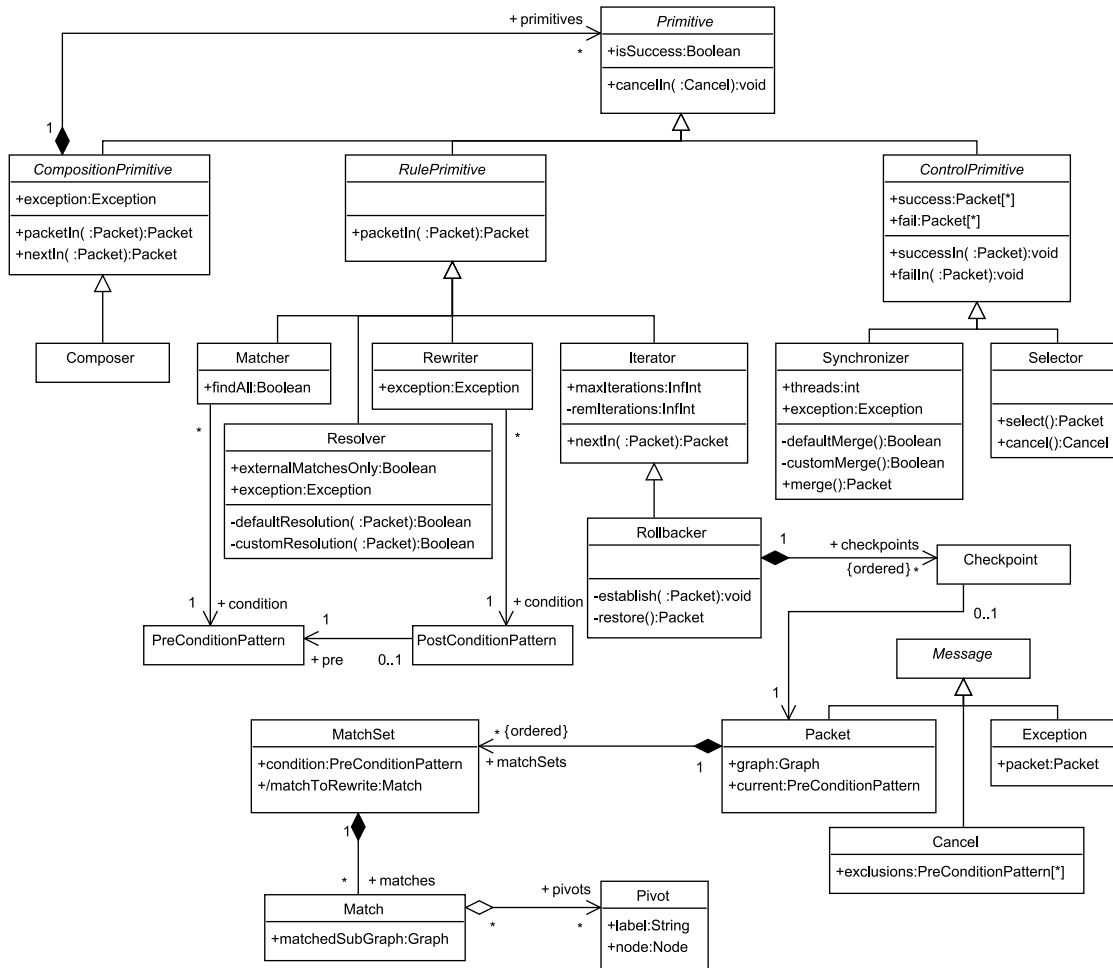 Primitive
+ primitives
*
+isSuccess:Boolean
+cancelIn( :Cancel):void
1
CompositionPrimitive
+exception:Exception
+packetIn( :Packet):Packet
+nextIn( :Packet):Packet
RulePrimitive
+packetIn( :Packet):Packet
ControlPrimitive
+success:Packet[*]
+fail:Packet[*]
+successIn( :Packet):void
+failIn( :Packet):void
Composer
Matcher
+findAll:Boolean
*
Rewriter
+exception:Exception
*
Iterator
+maxIterations:InfInt
-remIterations:InfInt
+nextIn( :Packet):Packet
Synchronizer
+threads:int
+exception:Exception
-defaultMerge():Boolean
-customMerge():Boolean
+merge():Packet
Selector
+select():Packet
+cancel():Cancel
Resolver
+externalMatchesOnly:Boolean
+exception:Exception
-defaultResolution( :Packet):Boolean
-customResolution( :Packet):Boolean
Rollbacker
-establish( :Packet):void
-restore():Packet
1
+ checkpoints
{ordered} *
Checkpoint
0..1
1
1
+ condition
PreConditionPattern
1
+ pre
0..1
1
+ condition
PostConditionPattern
Message
MatchSet
+condition:PreConditionPattern
+/matchToRewrite:Match
* {ordered}
+ matchSets
1
Packet
+graph:Graph
+current:PreConditionPattern
Exception
+packet:Packet
Cancel
+exclusions:PreConditionPattern[*]
1
*
+ matches
Match
+matchedSubGraph:Graph
*
+ pivots
*
Pivot
+label:String
+node:Node